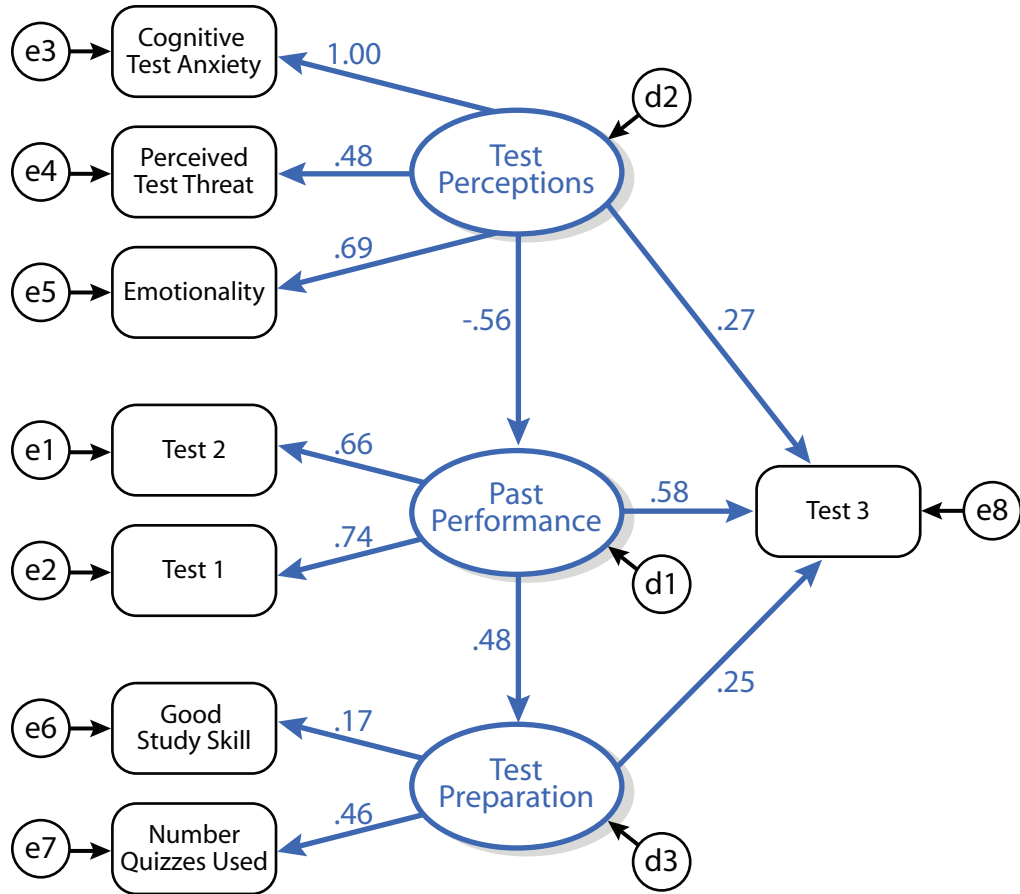 e3
Cognitive
Test Anxiety
1.00
d2
e4
Perceived
Test Threat
.48
Test
Perceptions
e5
Emotionality
.69
-.56
.27
e1
Test 2
.66
Past
Performance
.58
Test 3
e8
e2
Test 1
.74
d1
.48
.25
e6
Good
Study Skill
.17
Test
Preparation
e7
Number
Quizzes Used
.46
d3